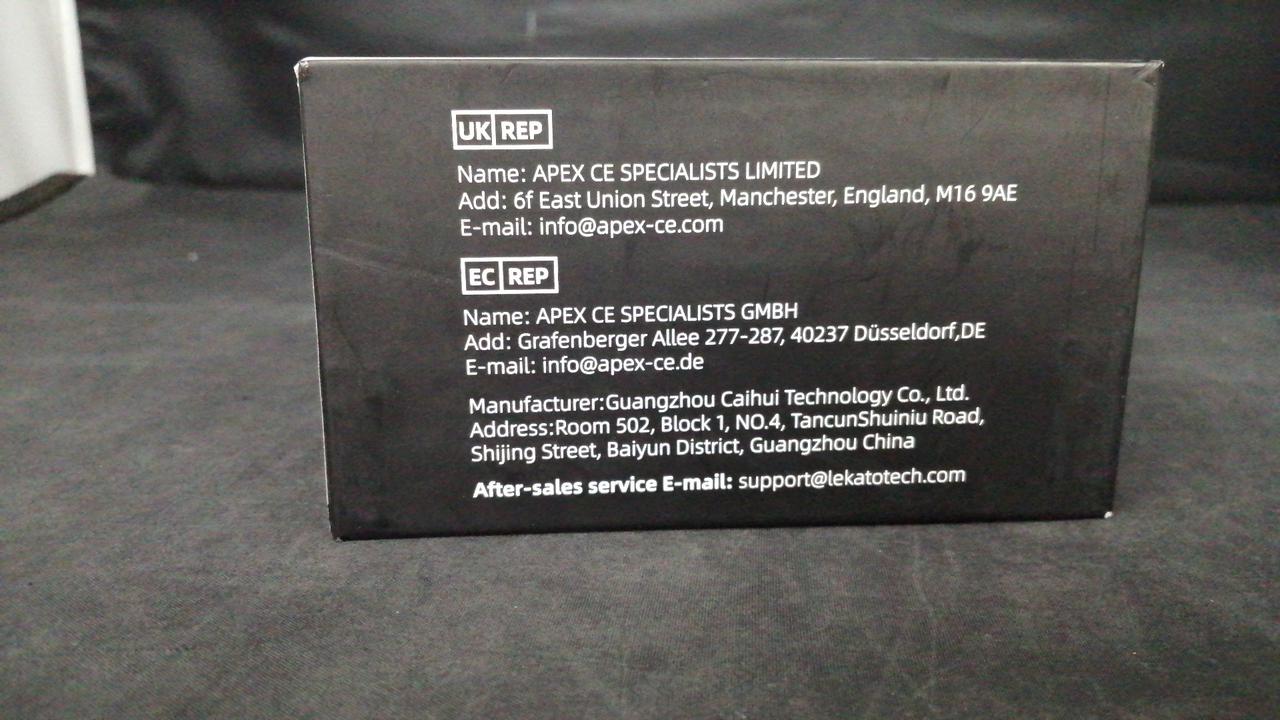 UK REP
Name: APEX CE SPECIALISTS LIMITED
Add: 6f East Union Street, Manchester, England, M16 9AE
E-mail: info@apex-ce.com
EC REP
Name: APEX CE SPECIALISTS GMBH
Add: Grafenberger Allee 277-287, 40237 Düsseldorf,DE
E-mail: info@apex-ce.de
Manufacturer:Guangzhou Caihui Technology Co., Ltd.
Address:Room 502, Block 1, NO.4, TancunShuiniu Road,
Shijing Street, Baiyun District, Guangzhou China
After-sales service E-mail: support@lekatotech.com